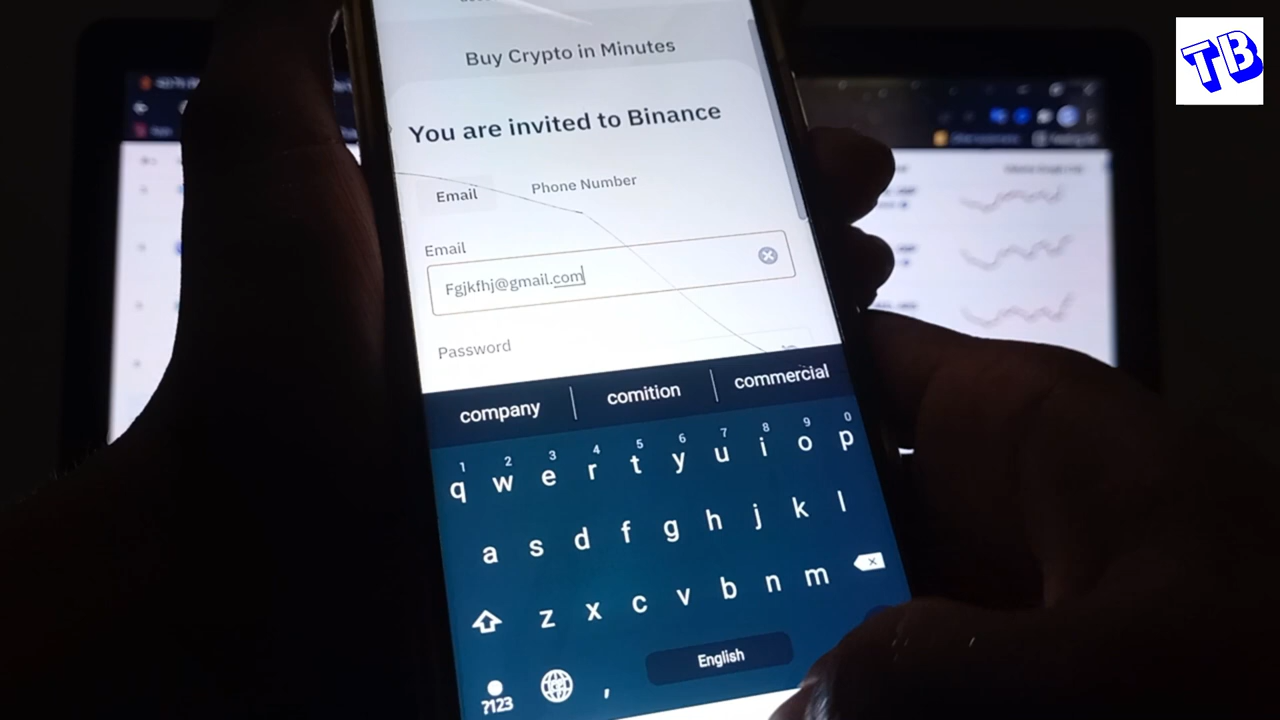 TB
Buy Crypto in Minutes
You are invited to Binance
Email Phone Number
Email
Fgjkfhj@gmail.com
Password
company comition commercial
1 2 3 4 5 6 7 8 9 0
q w e r t y u i o p
a s d f g h j k l
z x c v b n m
?123 , English